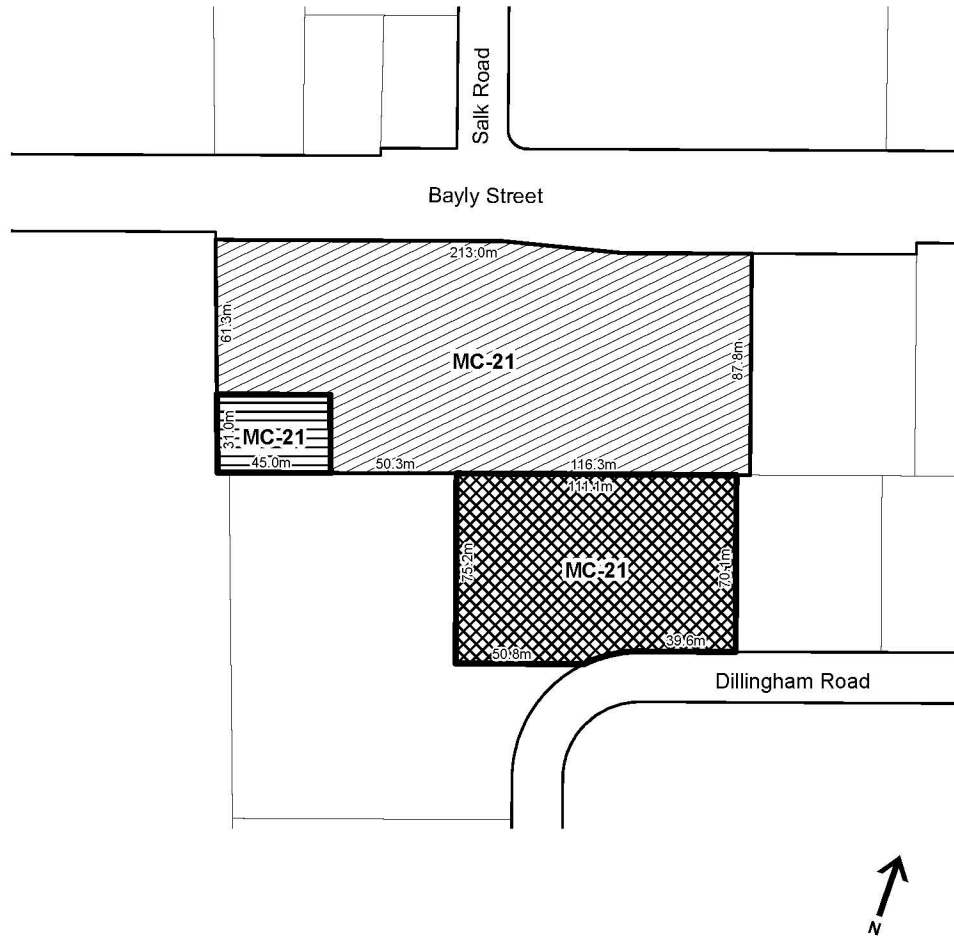 Salk Road
Bayly Street
213.0m
61.3m
MC-21
87.8m
31.0m
MC-21
45.0m
50.3m
116.3m
111.1m
75.2m
MC-21
70.1m
50.8m
39.6m
Dillingham Road
N